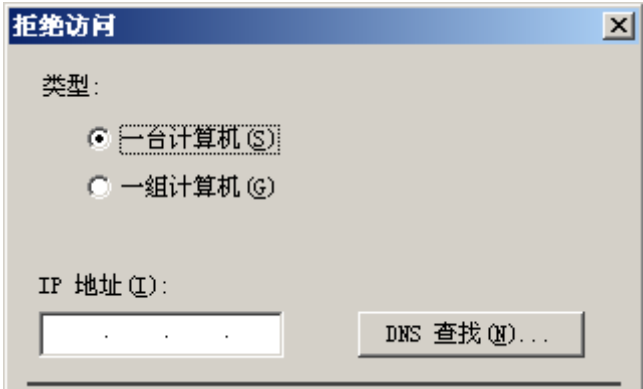 拒绝访问
类型:
一台计算机(S)
一组计算机(G)
IP 地址(I):
. . .
DNS 查找(N)...